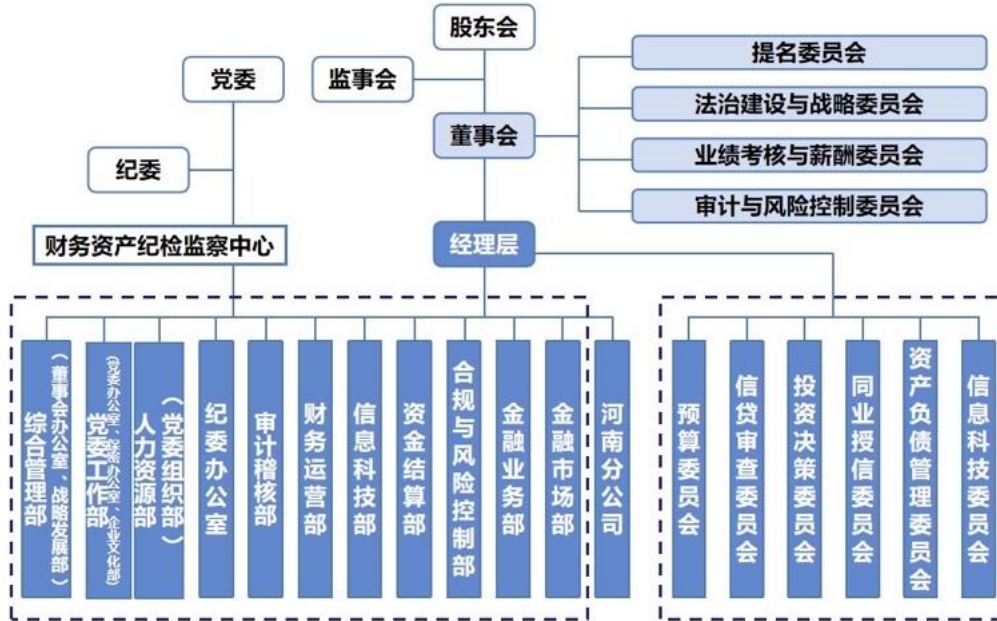 股东会
党委
监事会
董事会
纪委
提名委员会
法治建设与战略委员会
业绩考核与薪酬委员会
审计与风险控制委员会
财务资产纪检监察中心
经理层
综合管理部
（董事会办公室、战略发展部）
党委工作部
（党委办公室、保密办公室、企业文化部）
人力资源部
（党委组织部）
纪委办公室
审计稽核部
财务运营部
信息科技部
资金结算部
合规与风险控制部
金融业务部
金融市场部
河南分公司
预算委员会
信贷审查委员会
投资决策委员会
同业授信委员会
资产负债管理委员会
信息科技委员会